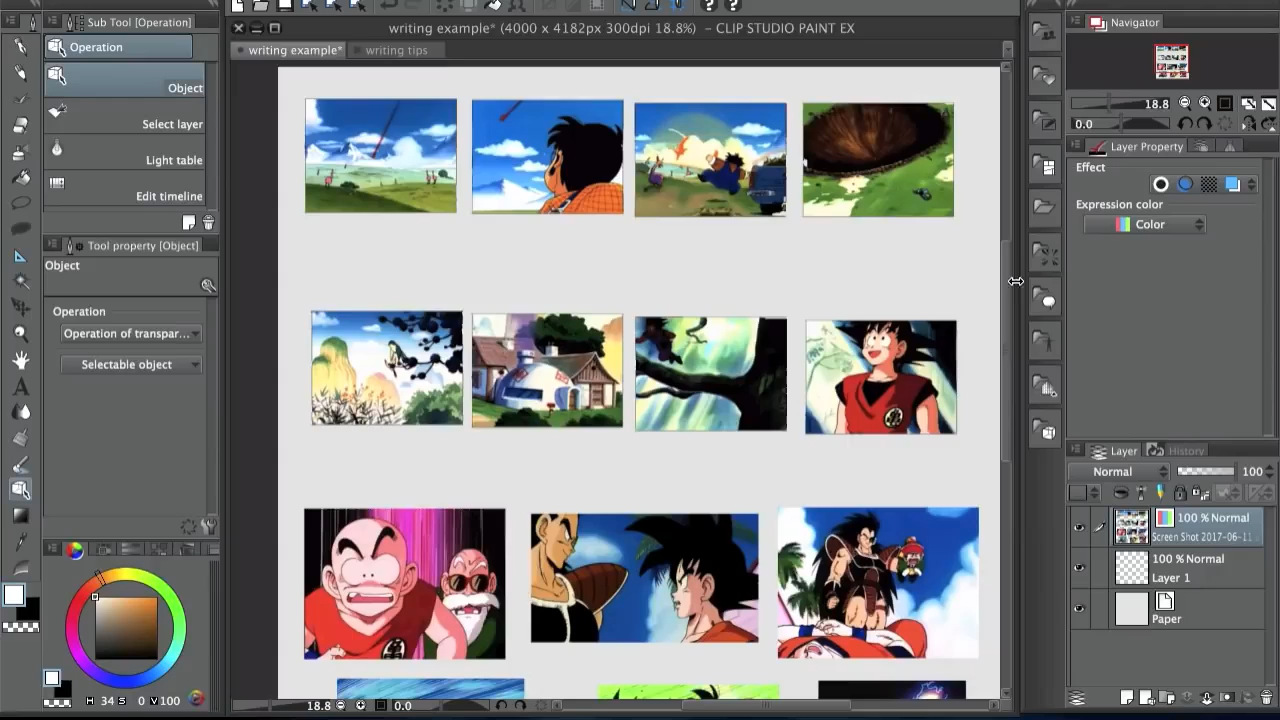 Sub Tool [Operation]
Operation
Object
Select layer
Light table
Edit timeline
Tool property [Object]
Object
Operation
Operation of transpar...
Selectable object
H 34 S 0 V 100
writing example* (4000 x 4182px 300dpi 18.8%) – CLIP STUDIO PAINT EX
writing example*
writing tips
18.8
0.0
Navigator
18.8
0.0
Layer Property
Effect
Expression color
Color
Layer
History
Normal
100
100 % Normal
Screen Shot 2017-06-11
100 % Normal
Layer 1
Paper